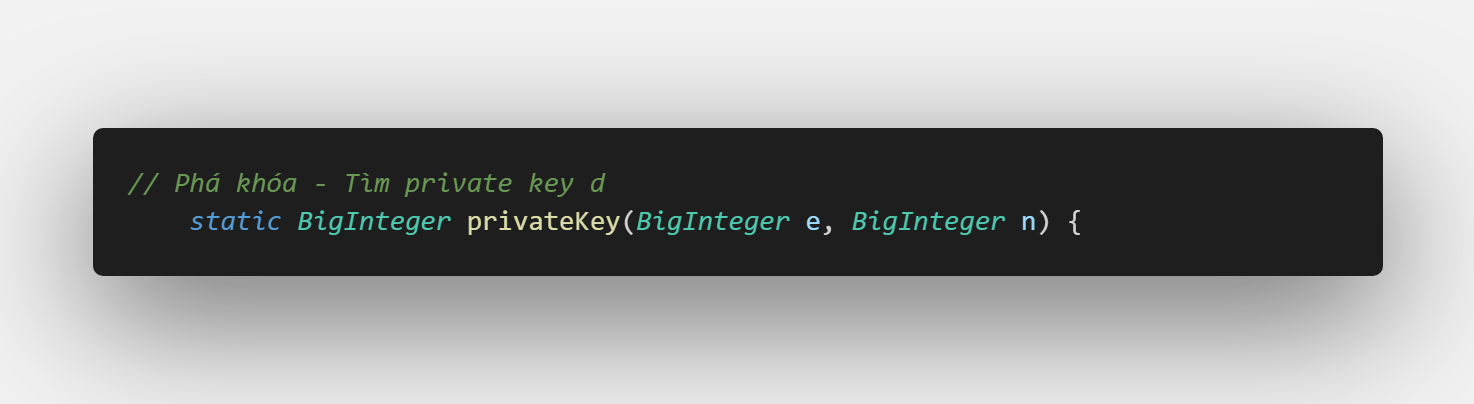 // Phá khóa - Tìm private key d
static BigInteger privateKey(BigInteger e, BigInteger n) {